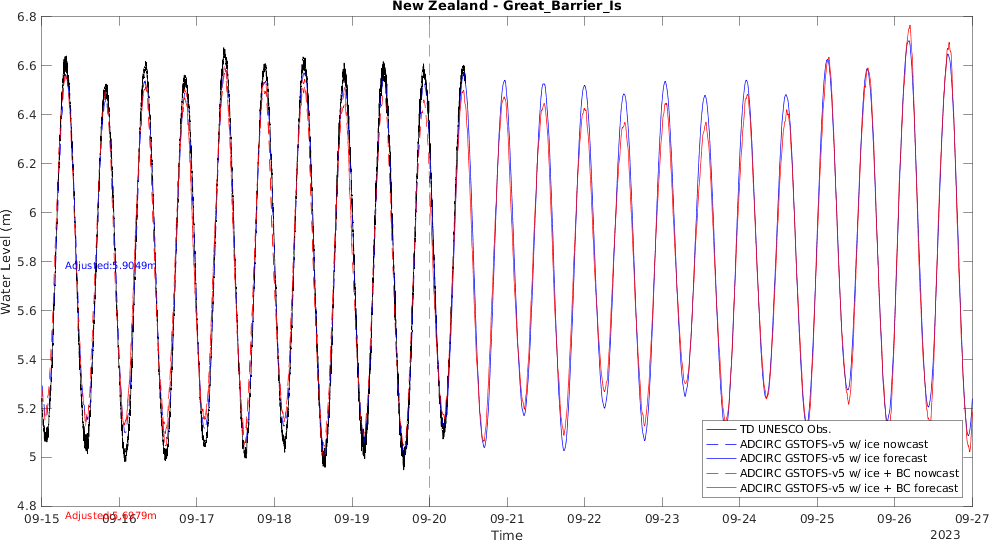 New Zealand - Great_Barrier_Is
6.8
6.6
6.4
6.2
6
5.8
5.6
5.4
5.2
5
4.8
Water Level (m)
Adjusted:5.9049m
Adjusted:5.6979m
TD UNESCO Obs.
ADCIRC GSTOFS-v5 w/ ice nowcast
ADCIRC GSTOFS-v5 w/ ice forecast
ADCIRC GSTOFS-v5 w/ ice + BC nowcast
ADCIRC GSTOFS-v5 w/ ice + BC forecast
09-15 09-16 09-17 09-18 09-19 09-20 09-21 09-22 09-23 09-24 09-25 09-26 09-27
Time
2023